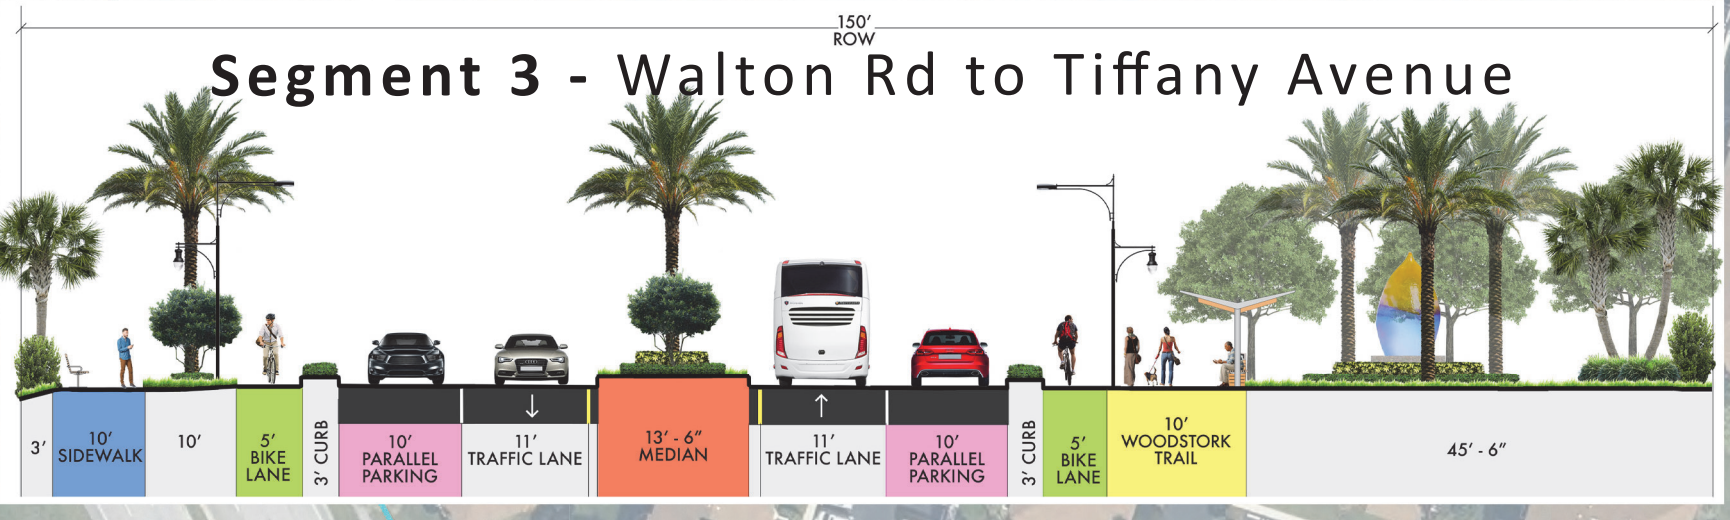 150'
ROW
Segment 3 - Walton Rd to Tiffany Avenue
3'
10'
SIDEWALK
10'
5'
BIKE
LANE
3' CURB
10'
PARALLEL
PARKING
11'
TRAFFIC LANE
13' - 6"
MEDIAN
11'
TRAFFIC LANE
10'
PARALLEL
PARKING
3' CURB
5'
BIKE
LANE
10'
WOODSTORK
TRAIL
45' - 6"